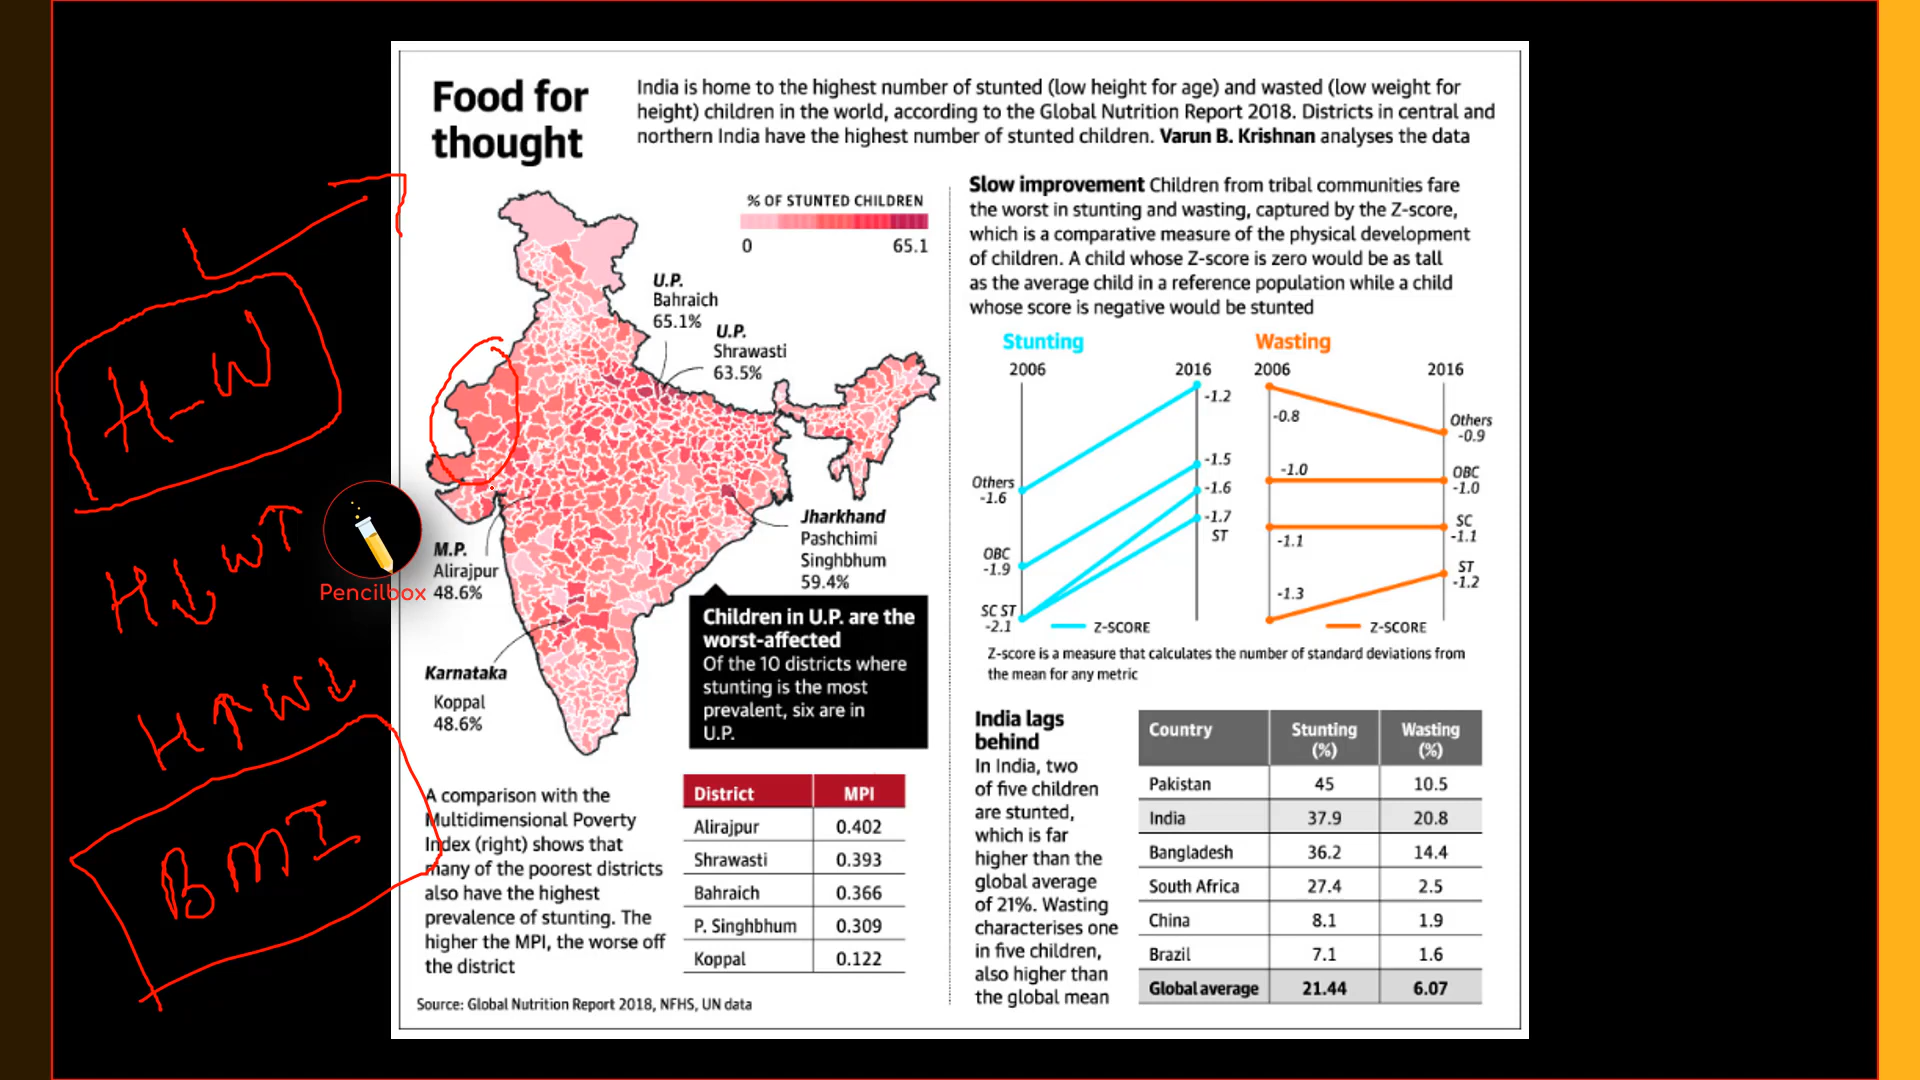 Food for
thought
India is home to the highest number of stunted (low height for age) and wasted (low weight for
height) children in the world, according to the Global Nutrition Report 2018. Districts in central and
northern India have the highest number of stunted children. Varun B. Krishnan analyses the data
% OF STUNTED CHILDREN
0 65.1
U.P.
Bahraich
65.1%
U.P.
Shrawasti
63.5%
Jharkhand
Pashchimi
Singhbhum
59.4%
M.P.
Alirajpur
48.6%
Karnataka
Koppal
48.6%
Children in U.P. are the
worst-affected
Of the 10 districts where
stunting is the most
prevalent, six are in
U.P.
A comparison with the
Multidimensional Poverty
Index (right) shows that
many of the poorest districts
also have the highest
prevalence of stunting. The
higher the MPI, the worse off
the district
District MPI
Alirajpur 0.402
Shrawasti 0.393
Bahraich 0.366
P. Singhbhum 0.309
Koppal 0.122
Source: Global Nutrition Report 2018, NFHS, UN data
Slow improvement Children from tribal communities fare
the worst in stunting and wasting, captured by the Z-score,
which is a comparative measure of the physical development
of children. A child whose Z-score is zero would be as tall
as the average child in a reference population while a child
whose score is negative would be stunted
Stunting
2006 2016
-1.2
-1.5
Others
-1.6
-1.6
-1.7
ST
OBC
-1.9
SC ST
-2.1
Z-SCORE
Wasting
2006 2016
-0.8
Others
-0.9
-1.0
OBC
-1.0
-1.1
SC
-1.1
-1.3
ST
-1.2
Z-SCORE
Z-score is a measure that calculates the number of standard deviations from
the mean for any metric
India lags
behind
In India, two
of five children
are stunted,
which is far
higher than the
global average
of 21%. Wasting
characterises one
in five children,
also higher than
the global mean
Country Stunting (%) Wasting (%)
Pakistan 45 10.5
India 37.9 20.8
Bangladesh 36.2 14.4
South Africa 27.4 2.5
China 8.1 1.9
Brazil 7.1 1.6
Global average 21.44 6.07
H-W
H↓ W↑
H↑ W↓
BMI
Pencilbox